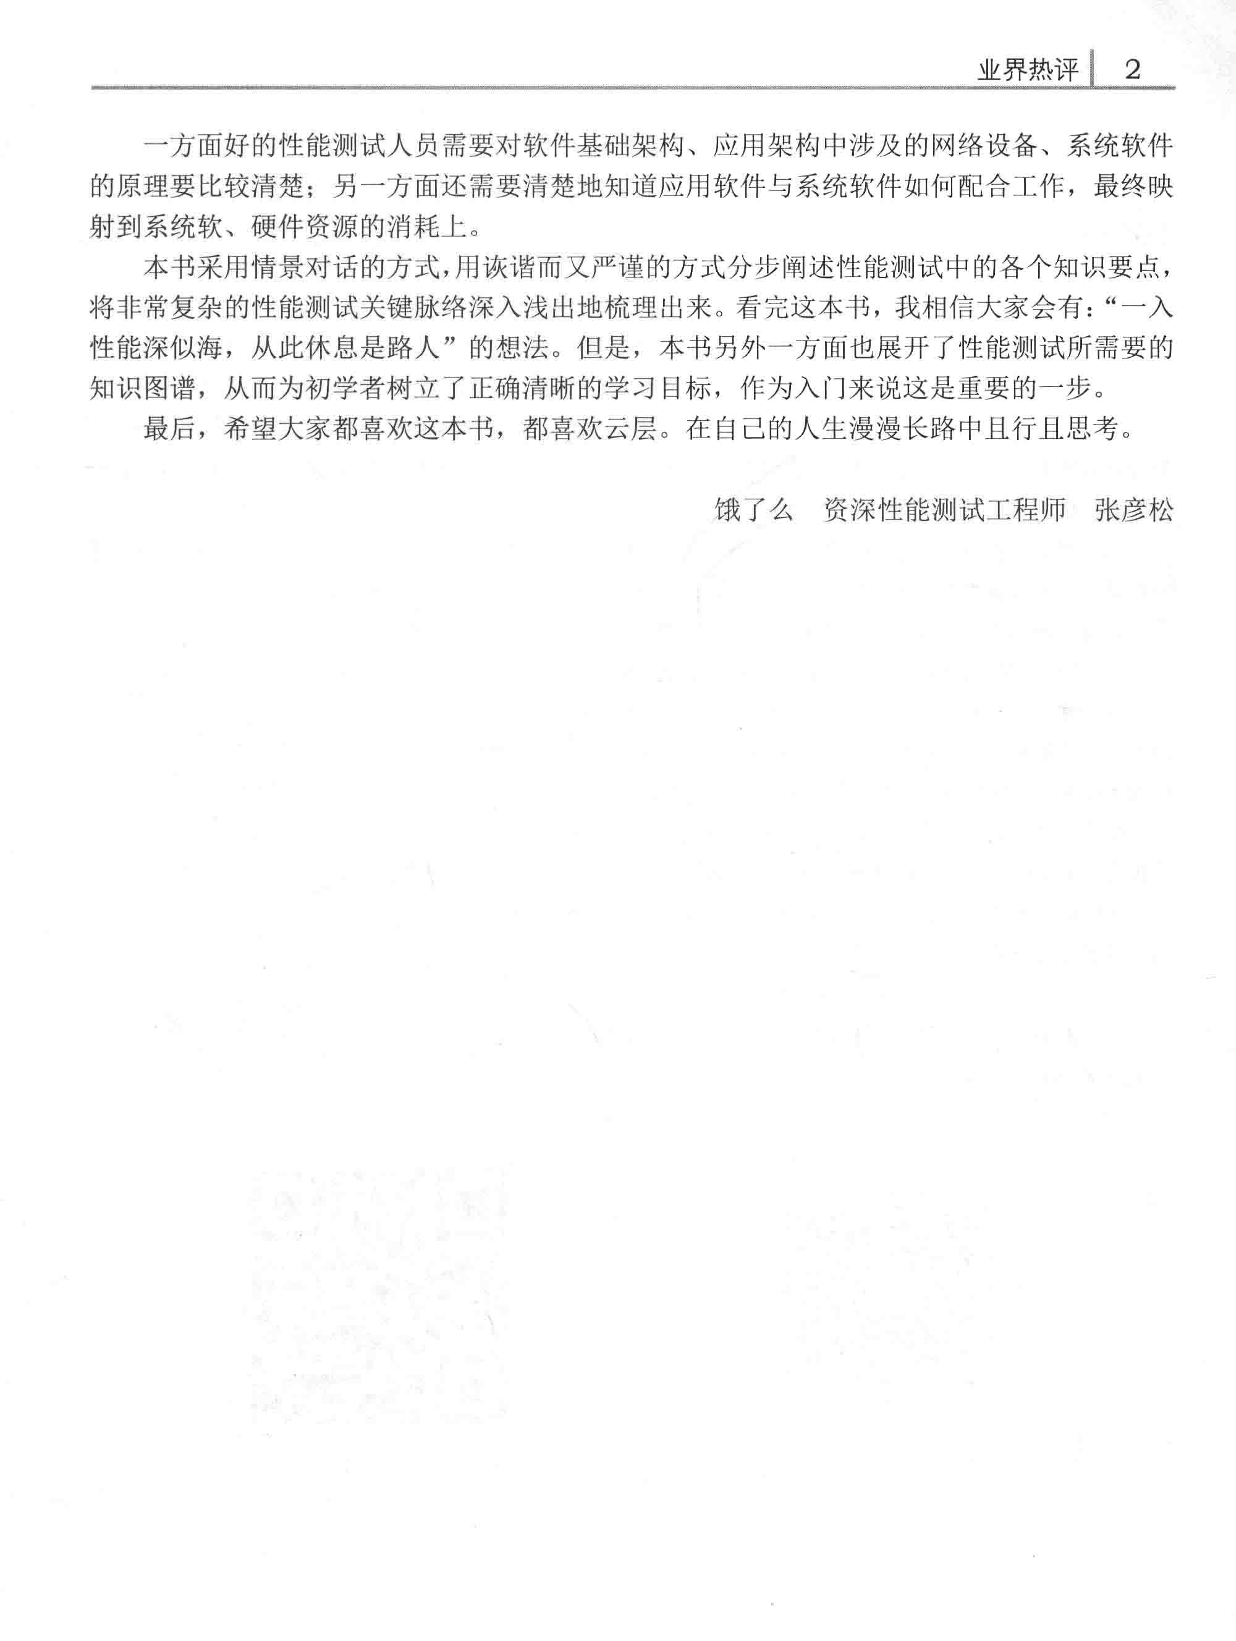 业界热评 2
一方面好的性能测试人员需要对软件基础架构、应用架构中涉及的网络设备、系统软件
的原理要比较清楚；另一方面还需要清楚地知道应用软件与系统软件如何配合工作，最终映
射到系统软、硬件资源的消耗上。
本书采用情景对话的方式，用诙谐而又严谨的方式分步阐述性能测试中的各个知识要点，
将非常复杂的性能测试关键脉络深入浅出地梳理出来。看完这本书，我相信大家会有：“一入
性能深似海，从此休息是路人”的想法。但是，本书另外一方面也展开了性能测试所需要的
知识图谱，从而为初学者树立了正确清晰的学习目标，作为入门来说这是重要的一步。
最后，希望大家都喜欢这本书，都喜欢云层。在自己的人生漫漫长路中且行且思考。
饿了么 资深性能测试工程师 张彦松